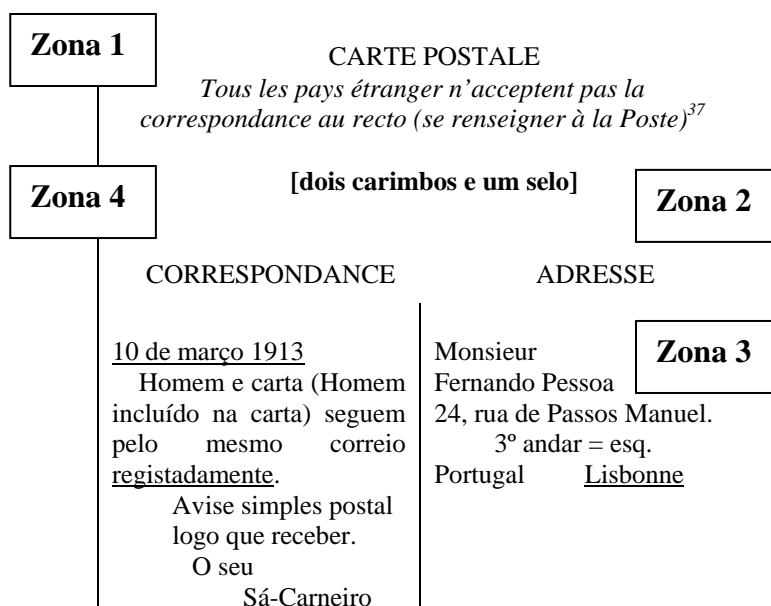 Zona 1
CARTE POSTALE
Tous les pays étranger n’acceptent pas la
correspondance au recto (se renseigner à la Poste)37
Zona 4
[dois carimbos e um selo]
Zona 2
CORRESPONDANCE
ADRESSE
10 de março 1913
Homem e carta (Homem
incluído na carta) seguem
pelo mesmo correio
registadamente.
Avise simples postal
logo que receber.
O seu
Sá-Carneiro
Zona 3
Monsieur
Fernando Pessoa
24, rua de Passos Manuel.
3º andar = esq.
Portugal Lisbonne